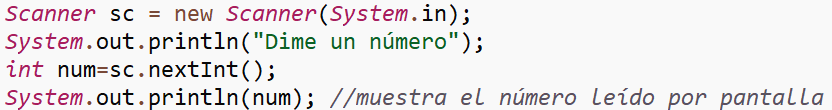 Scanner sc = new Scanner(System.in);
System.out.println("Dime un número");
int num=sc.nextInt();
System.out.println(num); //muestra el número leído por pantalla